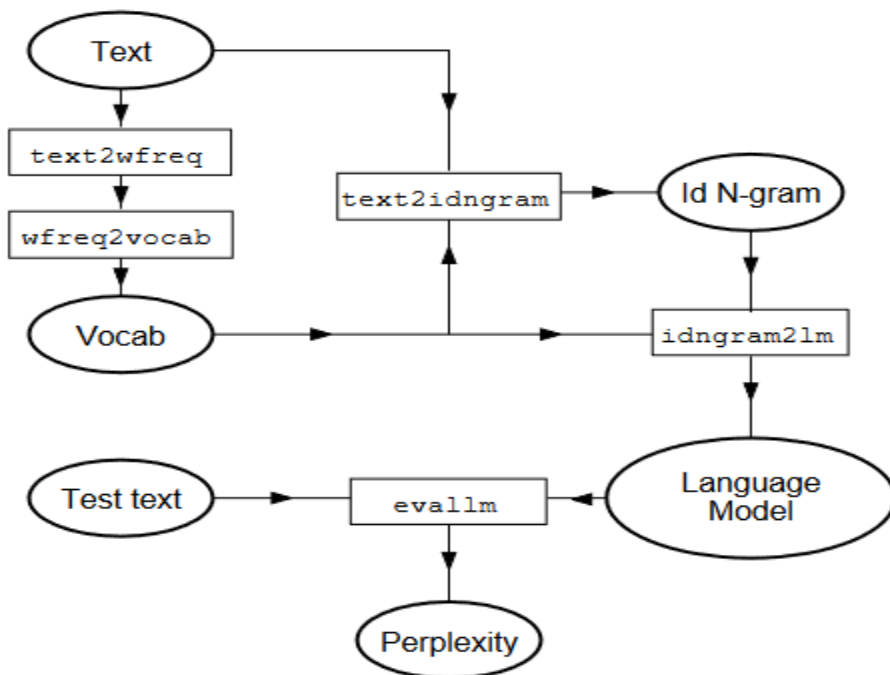 Text
text2wfreq
text2idngram
Id N-gram
wfreq2vocab
Vocab
idngram2lm
Test text
evallm
Language
Model
Perplexity